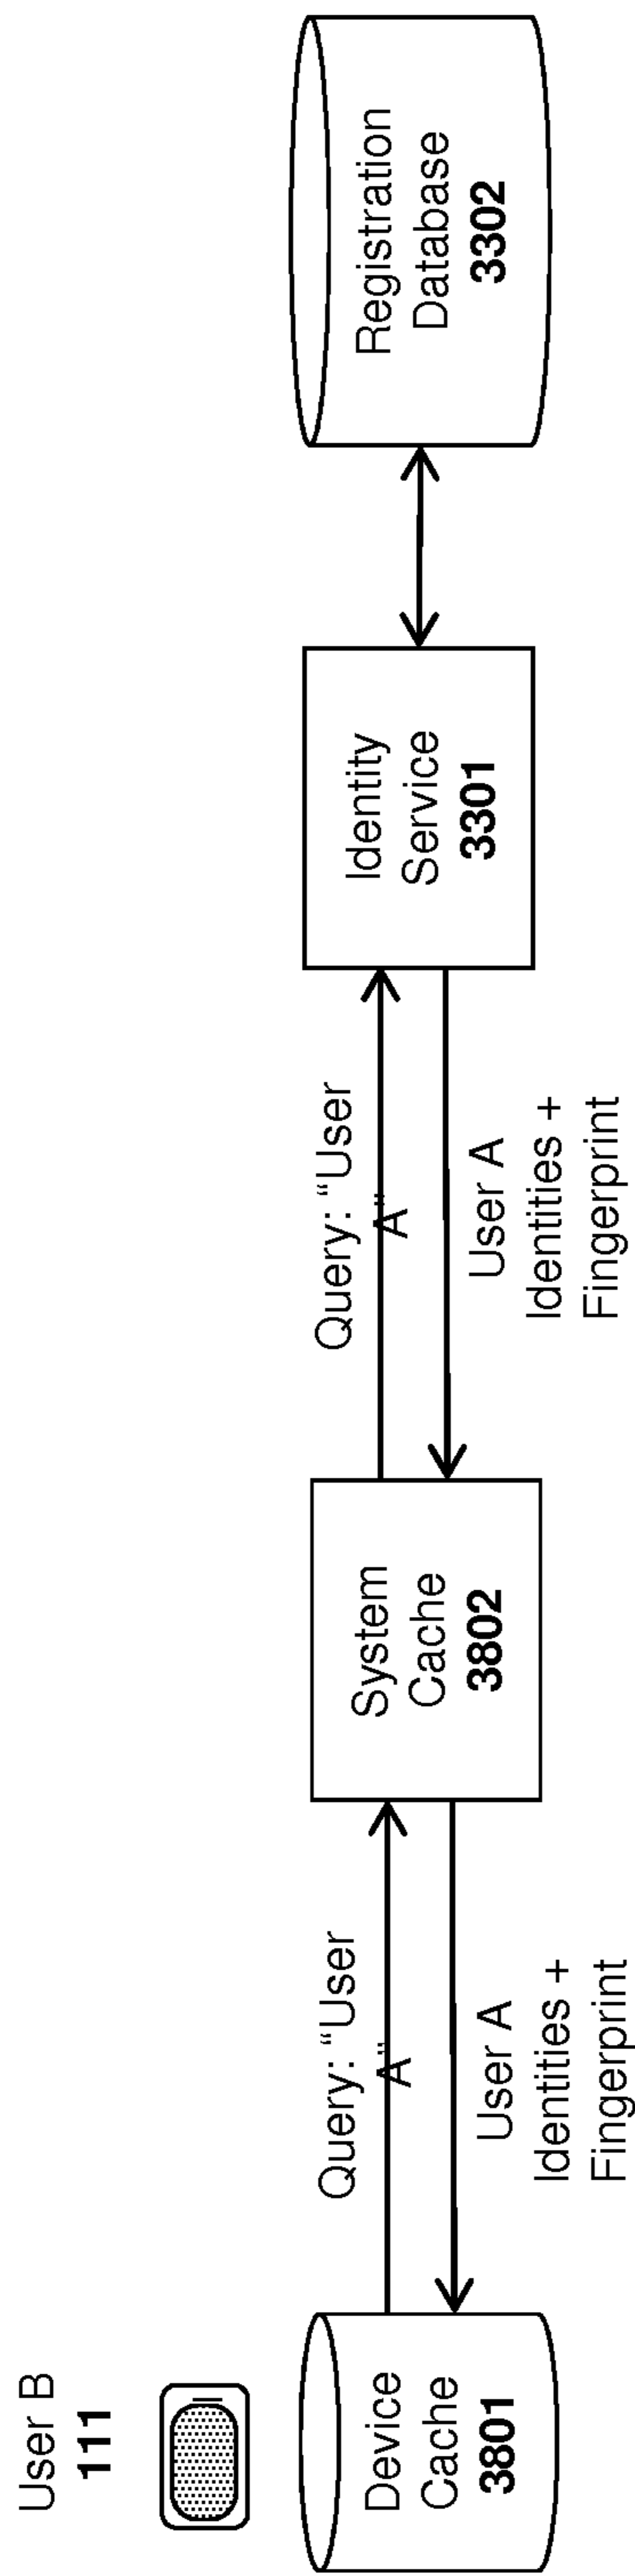 User B
111
Device
Cache
3801
Query: “User
A”
User A
Identities +
Fingerprint
System
Cache
3802
Query: “User
A”
User A
Identities +
Fingerprint
Identity
Service
3301
Registration
Database
3302